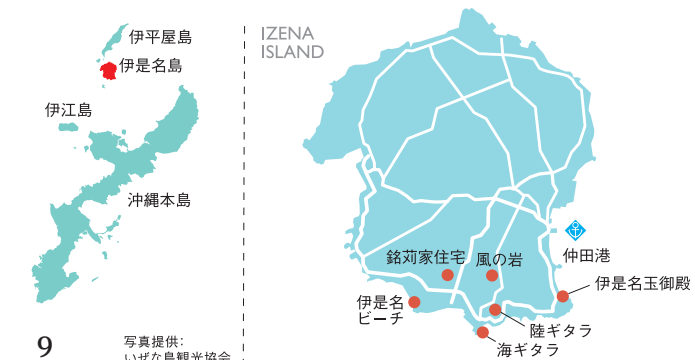 伊平屋島
伊是名島
伊江島
沖縄本島
9
写真提供：
いぜな島観光協会
IZENA
ISLAND
仲田港
銘苅家住宅
風の岩
伊是名玉御殿
伊是名
ビーチ
陸ギタラ
海ギタラ